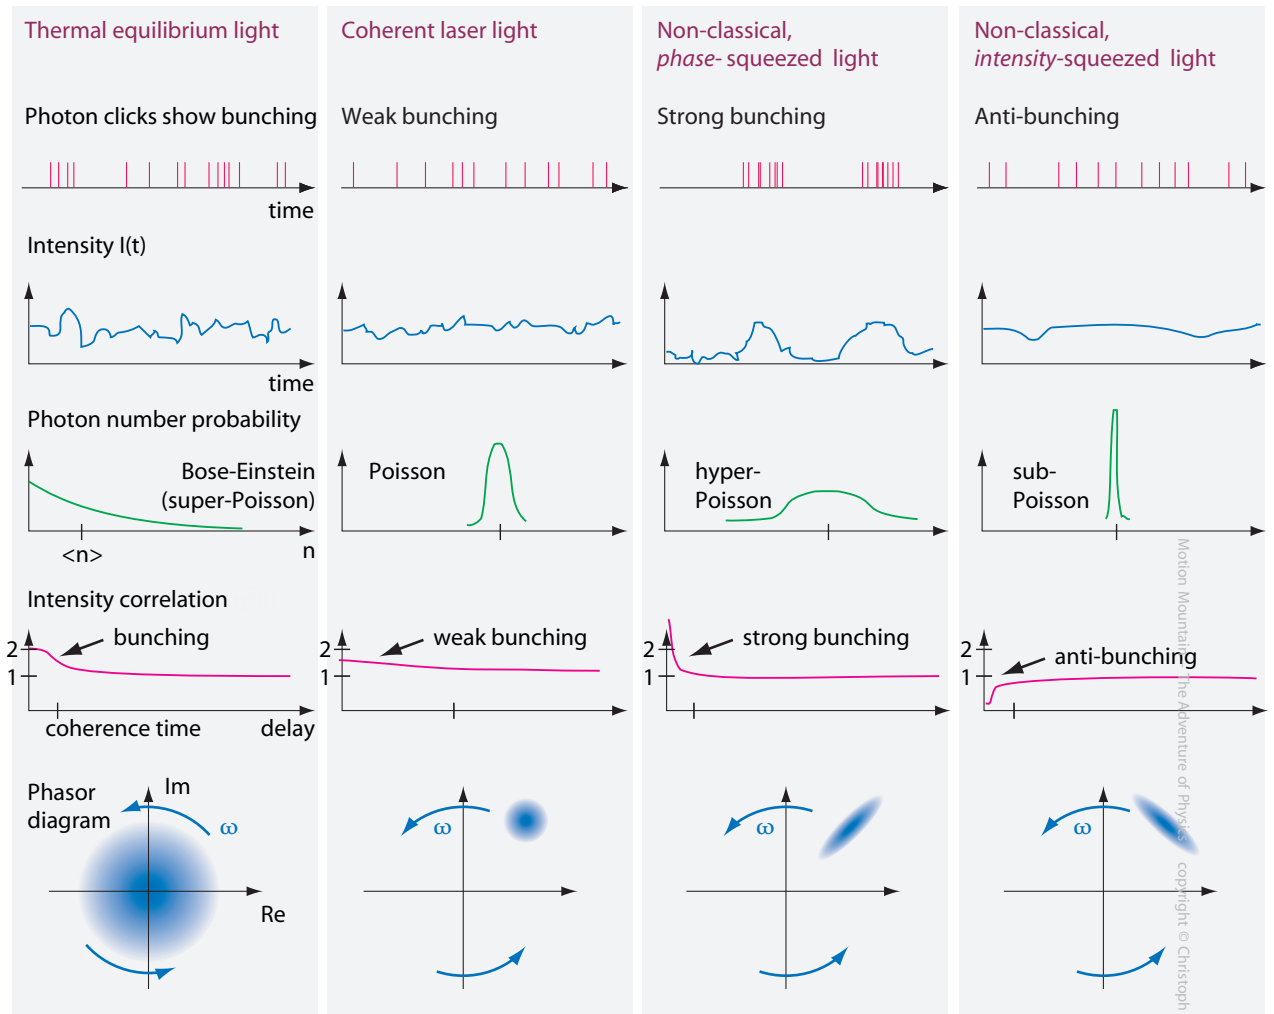 Thermal equilibrium light
Coherent laser light
Non-classical,
phase- squeezed light
Non-classical,
intensity-squeezed light
Photon clicks show bunching
Weak bunching
Strong bunching
Anti-bunching
time
Intensity I(t)
time
Photon number probability
Bose-Einstein
(super-Poisson)
Poisson
hyper-
Poisson
sub-
Poisson
<n>
n
Intensity correlation
2
1
bunching
2
1
weak bunching
2
1
strong bunching
2
1
anti-bunching
coherence time
delay
Phasor
diagram
Im
ω
Re
ω
ω
ω
Motion Mountain – The Adventure of Physics copyright © Christoph